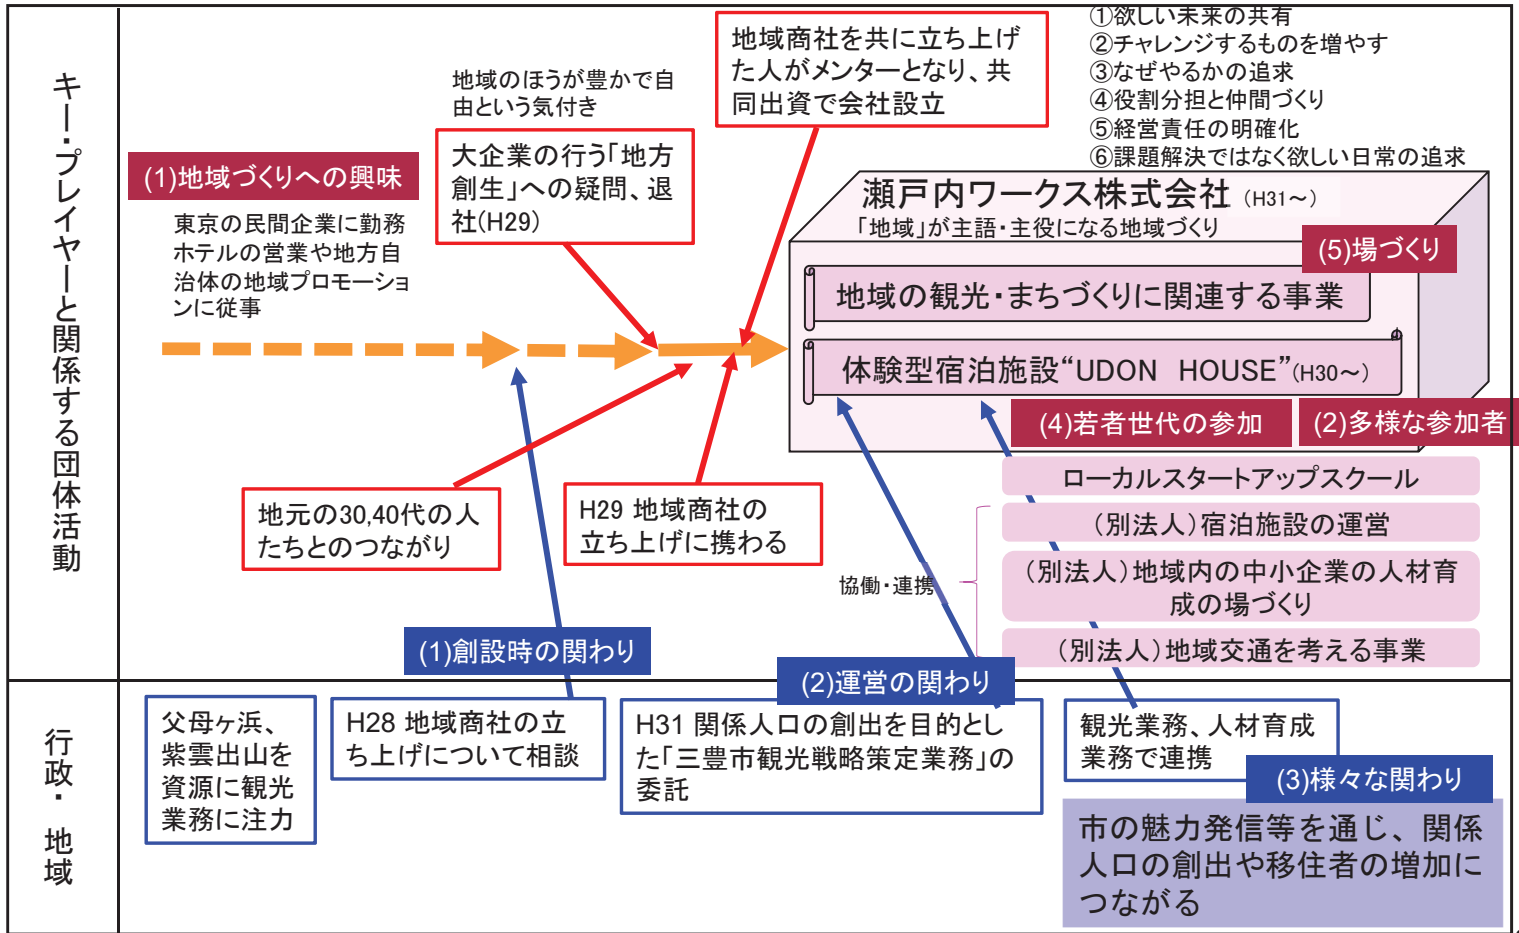 キー・プレイヤーと関係する団体活動
(1)地域づくりへの興味
東京の民間企業に勤務
ホテルの営業や地方自
治体の地域プロモーショ
ンに従事
地域のほうが豊かで自
由という気付き
大企業の行う「地方
創生」への疑問、退
社(H29)
地域商社を共に立ち上げ
た人がメンターとなり、共
同出資で会社設立
①欲しい未来の共有
②チャレンジするものを増やす
③なぜやるかの追求
④役割分担と仲間づくり
⑤経営責任の明確化
⑥課題解決ではなく欲しい日常の追求
瀬戸内ワークス株式会社 (H31～)
「地域」が主語・主役になる地域づくり
(5)場づくり
地域の観光・まちづくりに関連する事業
体験型宿泊施設“UDON HOUSE”(H30～)
(4)若者世代の参加
(2)多様な参加者
地元の30,40代の人
たちとのつながり
H29 地域商社の
立ち上げに携わる
ローカルスタートアップスクール
（別法人）宿泊施設の運営
（別法人）地域内の中小企業の人材育
成の場づくり
（別法人）地域交通を考える事業
協働・連携
(1)創設時の関わり
(2)運営の関わり
行政・地域
父母ヶ浜、
紫雲出山を
資源に観光
業務に注力
H28 地域商社の立
ち上げについて相談
H31 関係人口の創出を目的とし
た「三豊市観光戦略策定業務」の
委託
観光業務、人材育成
業務で連携
(3)様々な関わり
市の魅力発信等を通じ、関係
人口の創出や移住者の増加に
つながる